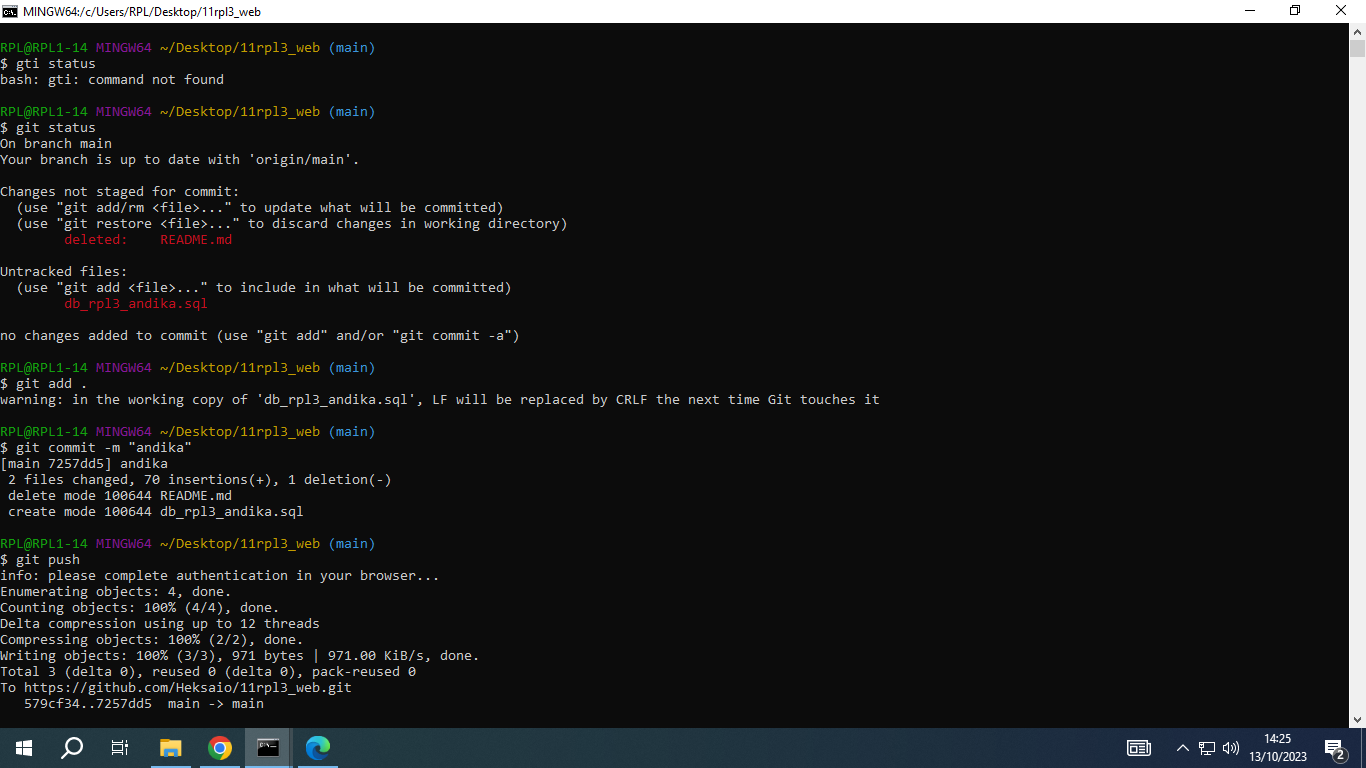 MINGW64:/c/Users/RPL/Desktop/11rpl3_web
RPL@RPL1-14 MINGW64 ~/Desktop/11rpl3_web (main)
$ gti status
bash: gti: command not found
RPL@RPL1-14 MINGW64 ~/Desktop/11rpl3_web (main)
$ git status
On branch main
Your branch is up to date with 'origin/main'.
Changes not staged for commit:
  (use "git add/rm <file>..." to update what will be committed)
  (use "git restore <file>..." to discard changes in working directory)
        deleted:    README.md
Untracked files:
  (use "git add <file>..." to include in what will be committed)
        db_rpl3_andika.sql
no changes added to commit (use "git add" and/or "git commit -a")
RPL@RPL1-14 MINGW64 ~/Desktop/11rpl3_web (main)
$ git add .
warning: in the working copy of 'db_rpl3_andika.sql', LF will be replaced by CRLF the next time Git touches it
RPL@RPL1-14 MINGW64 ~/Desktop/11rpl3_web (main)
$ git commit -m "andika"
[main 7257dd5] andika
 2 files changed, 70 insertions(+), 1 deletion(-)
 delete mode 100644 README.md
 create mode 100644 db_rpl3_andika.sql
RPL@RPL1-14 MINGW64 ~/Desktop/11rpl3_web (main)
$ git push
info: please complete authentication in your browser...
Enumerating objects: 4, done.
Counting objects: 100% (4/4), done.
Delta compression using up to 12 threads
Compressing objects: 100% (2/2), done.
Writing objects: 100% (3/3), 971 bytes | 971.00 KiB/s, done.
Total 3 (delta 0), reused 0 (delta 0), pack-reused 0
To https://github.com/Heksaio/11rpl3_web.git
   579cf34..7257dd5  main -> main
C:\.
14:25
13/10/2023
2